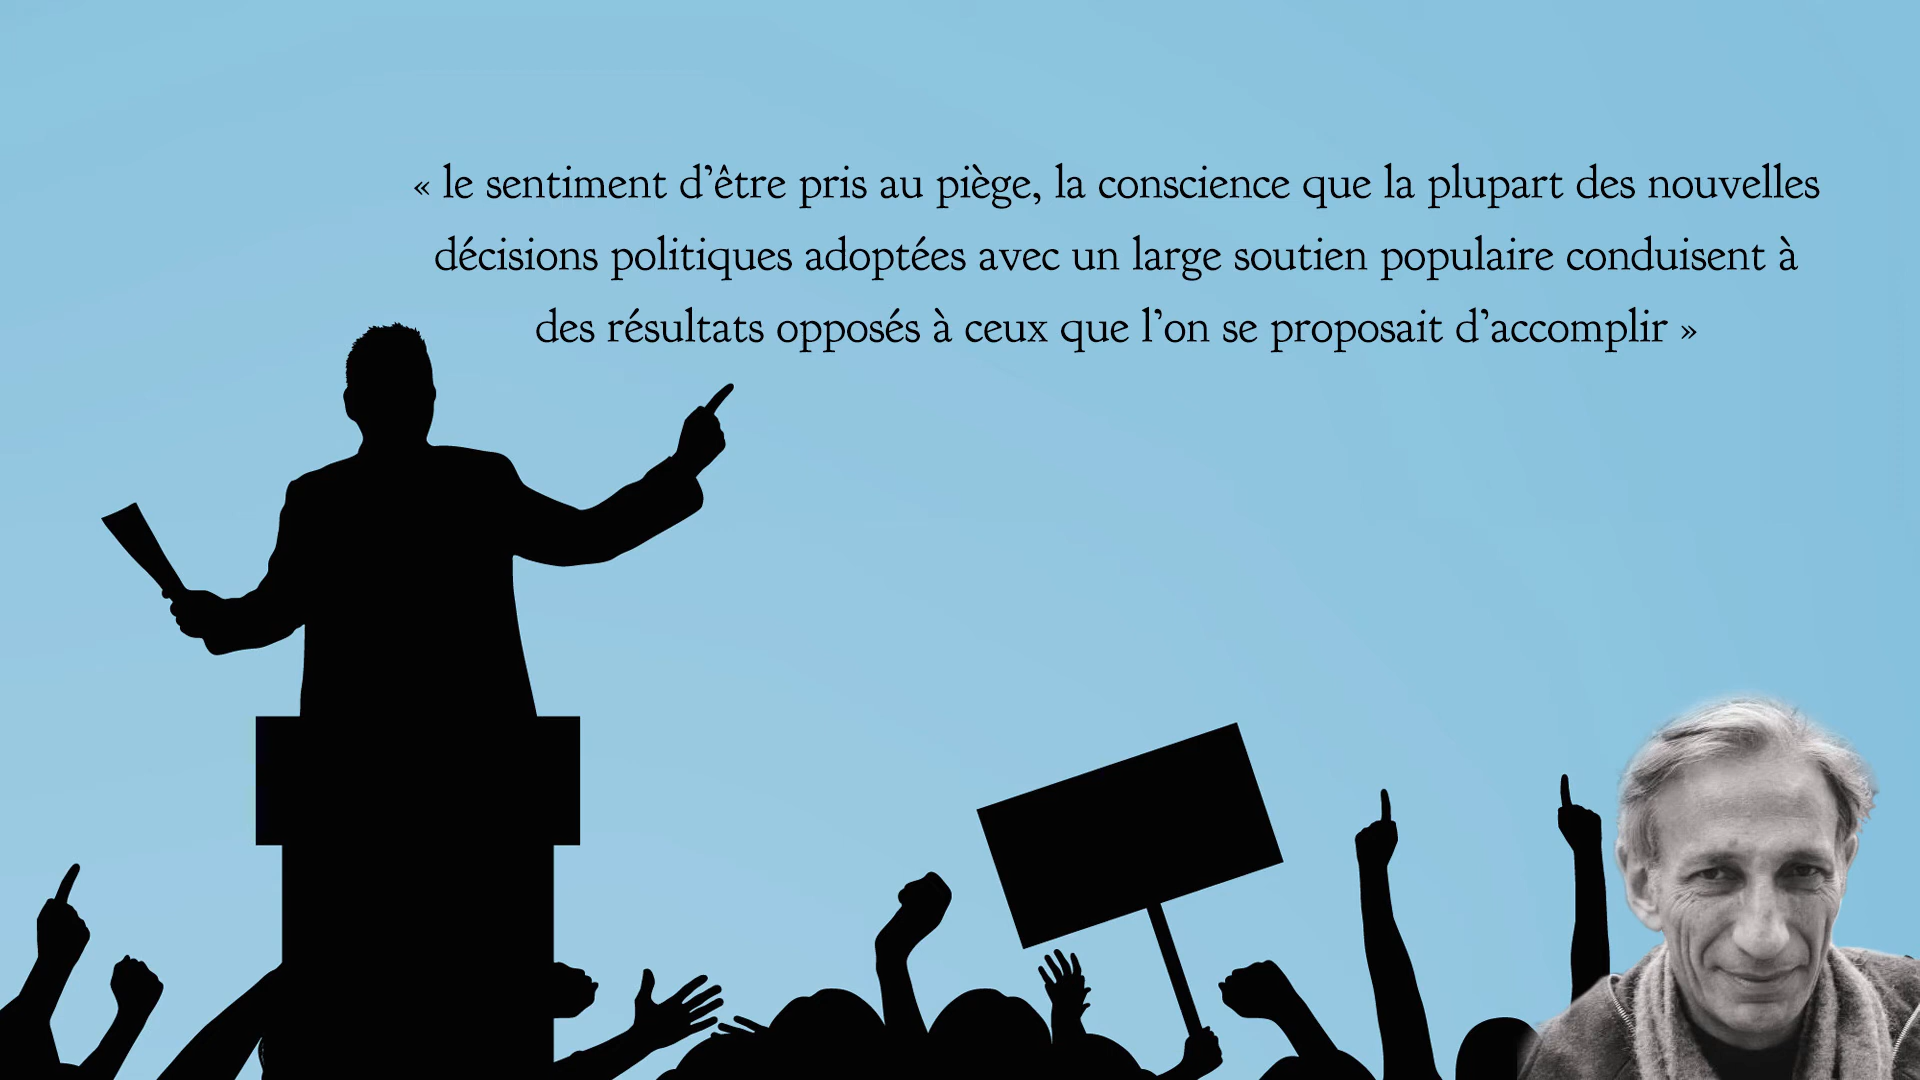 « le sentiment d’être pris au piège, la conscience que la plupart des nouvelles
décisions politiques adoptées avec un large soutien populaire conduisent à
des résultats opposés à ceux que l’on se proposait d’accomplir »